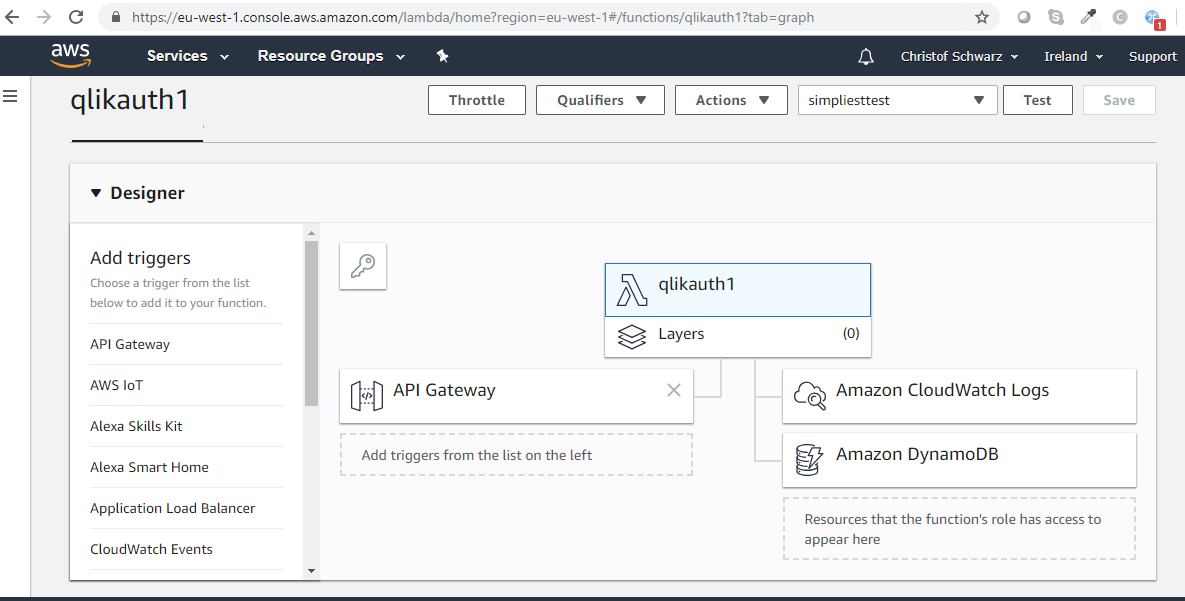 https://eu-west-1.console.aws.amazon.com/lambda/home?region=eu-west-1#/functions/qlikauth1?tab=graph
1
aws Services Resource Groups Christof Schwarz Ireland Support
qlikauth1 Throttle Qualifiers Actions simpliesttest Test Save
Designer
Add triggers
Choose a trigger from the list
below to add it to your function.
API Gateway
AWS IoT
Alexa Skills Kit
Alexa Smart Home
Application Load Balancer
CloudWatch Events
qlikauth1
Layers (0)
API Gateway
Add triggers from the list on the left
Amazon CloudWatch Logs
Amazon DynamoDB
Resources that the function's role has access to
appear here